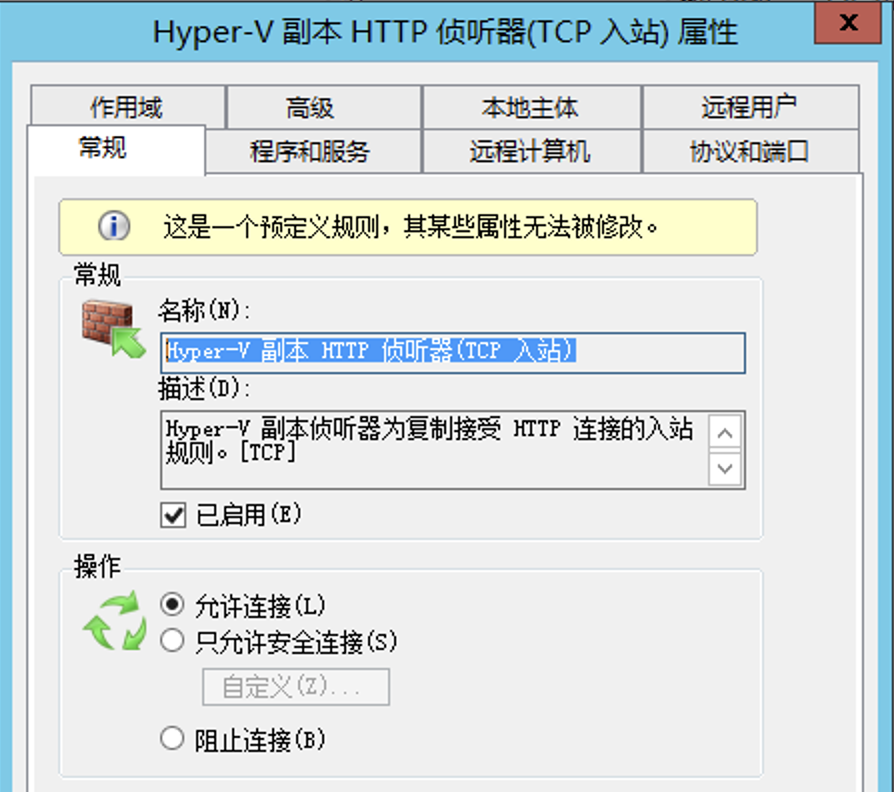 Hyper-V 副本 HTTP 侦听器(TCP 入站) 属性
x
作用域 高级 本地主体 远程用户
常规 程序和服务 远程计算机 协议和端口
这是一个预定义规则，其某些属性无法被修改。
常规
名称(N):
Hyper-V 副本 HTTP 侦听器(TCP 入站)
描述(D):
Hyper-V 副本侦听器为复制接受 HTTP 连接的入站
规则。[TCP]
已启用(E)
操作
允许连接(L)
只允许安全连接(S)
自定义(Z)...
阻止连接(B)